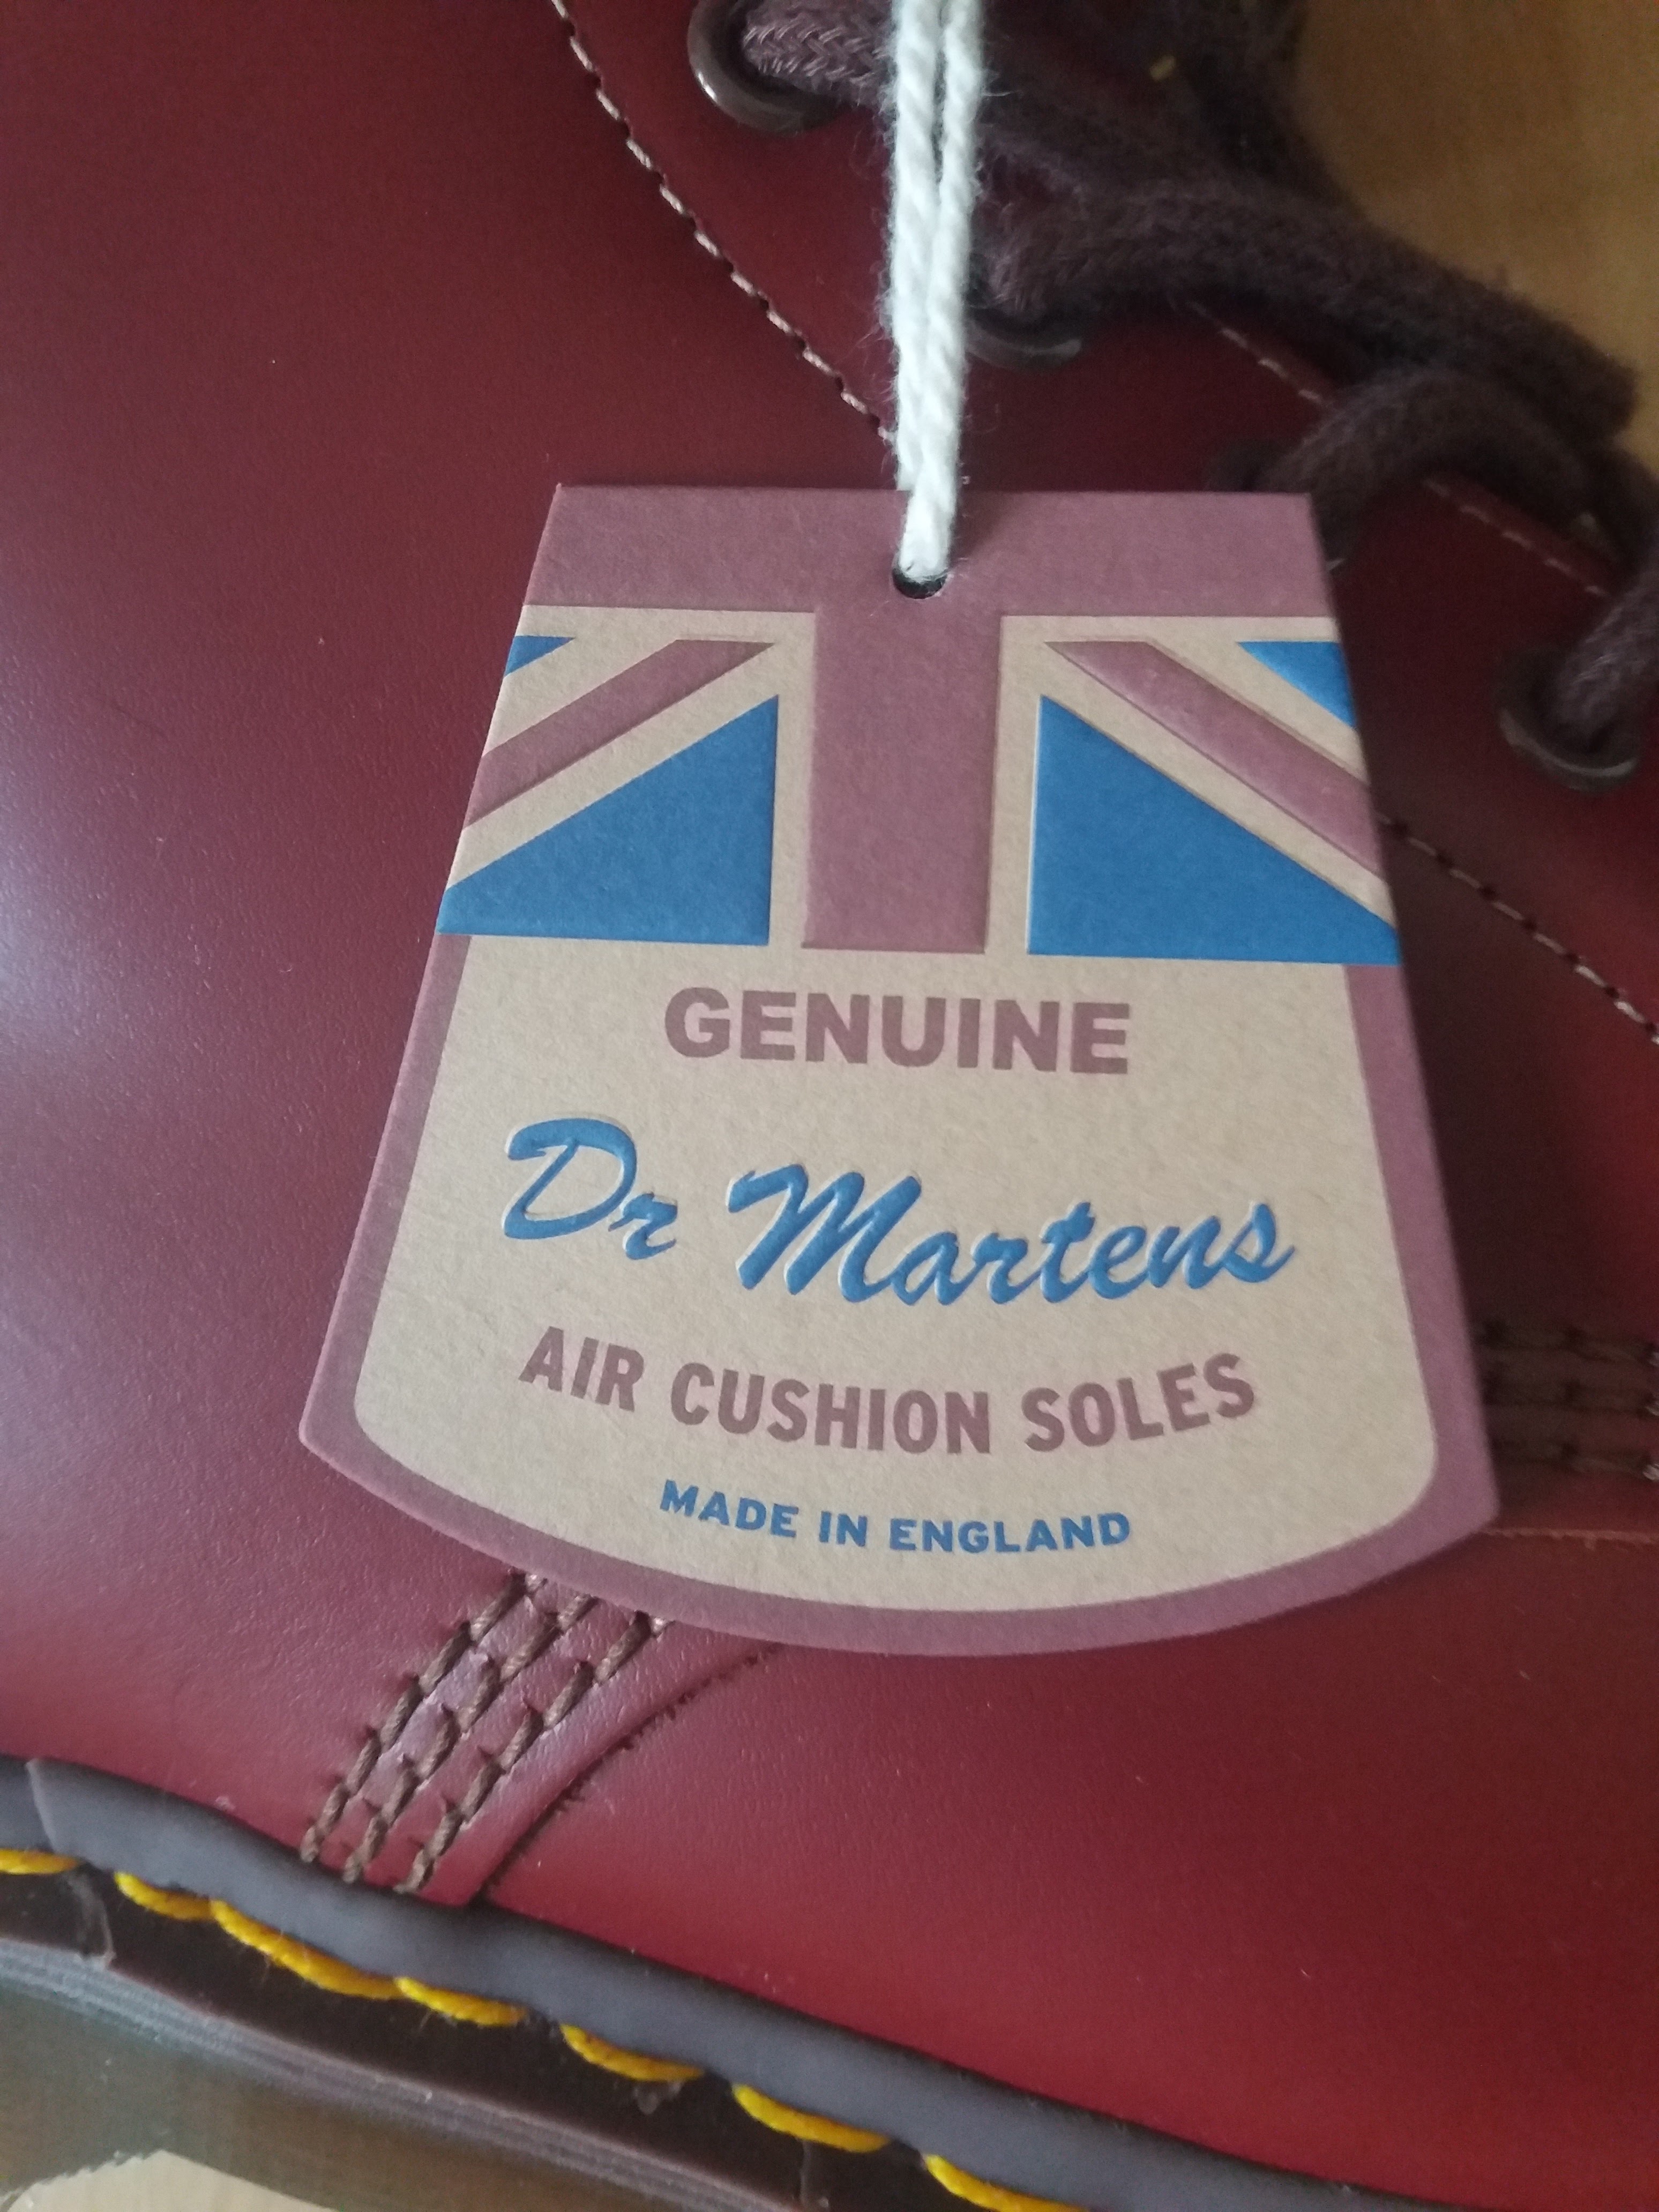 GENUINE
Dr Martens
AIR CUSHION SOLES
MADE IN ENGLAND